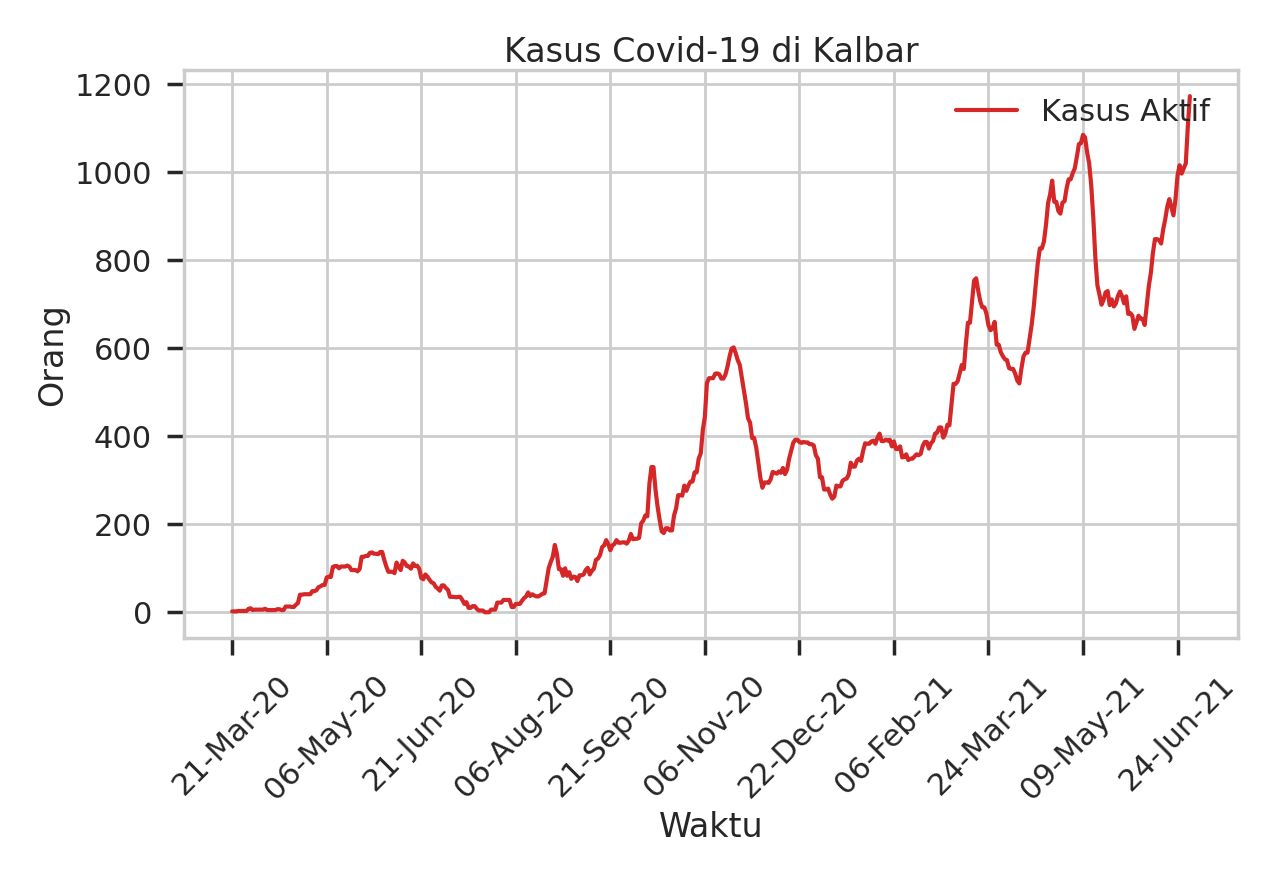 Kasus Covid-19 di Kalbar
Kasus Aktif
Orang
1200
1000
800
600
400
200
0
21-Mar-20
06-May-20
21-Jun-20
06-Aug-20
21-Sep-20
06-Nov-20
22-Dec-20
06-Feb-21
24-Mar-21
09-May-21
24-Jun-21
Waktu